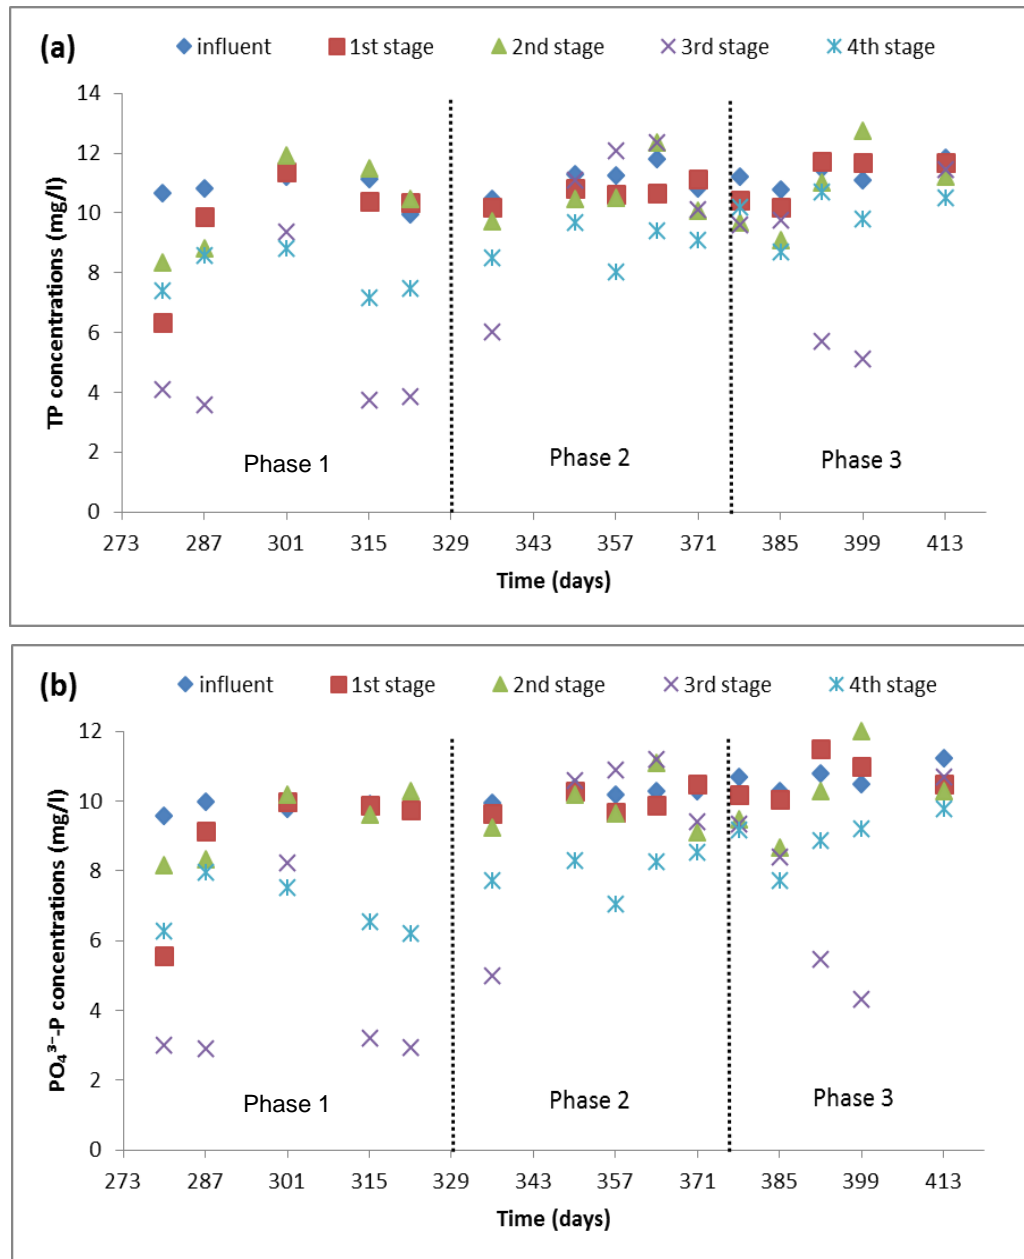 (a)
influent 1st stage 2nd stage 3rd stage 4th stage
14
12
10
8
6
4
2
0
TP concentrations (mg/l)
Phase 1 Phase 2 Phase 3
273 287 301 315 329 343 357 371 385 399 413
Time (days)
(b)
influent 1st stage 2nd stage 3rd stage 4th stage
12
10
8
6
4
2
0
PO₄³⁻-P concentrations (mg/l)
Phase 1 Phase 2 Phase 3
273 287 301 315 329 343 357 371 385 399 413
Time (days)